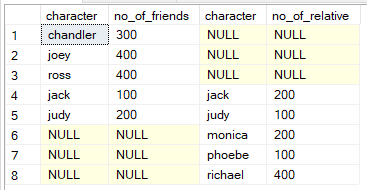 character no_of_friends character no_of_relative
1 chandler 300 NULL NULL
2 joey 400 NULL NULL
3 ross 400 NULL NULL
4 jack 100 jack 200
5 judy 200 judy 100
6 NULL NULL monica 200
7 NULL NULL phoebe 100
8 NULL NULL richael 400